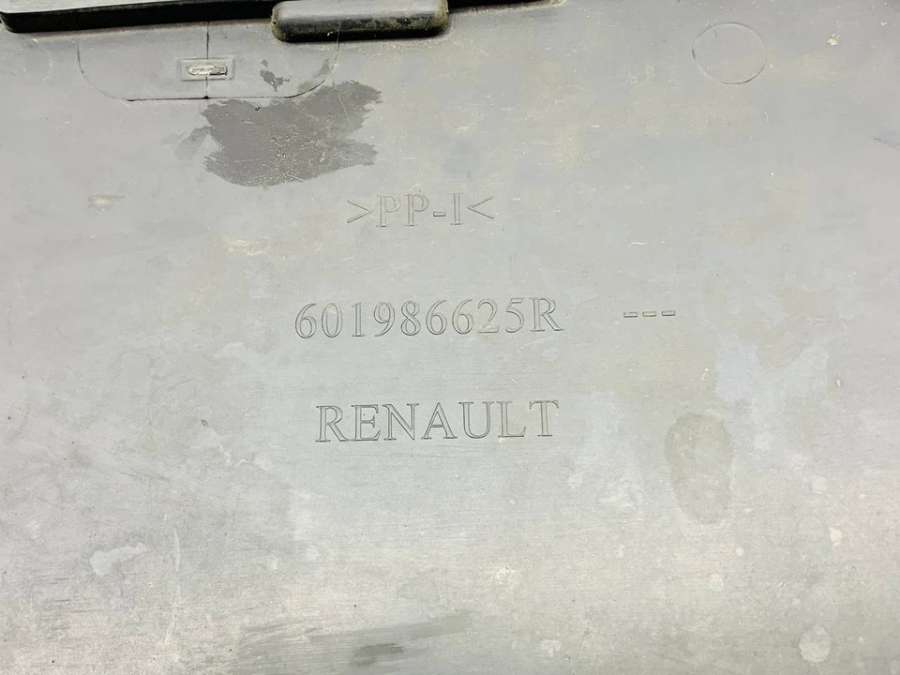 >PP-I<
601986625R ---
RENAULT